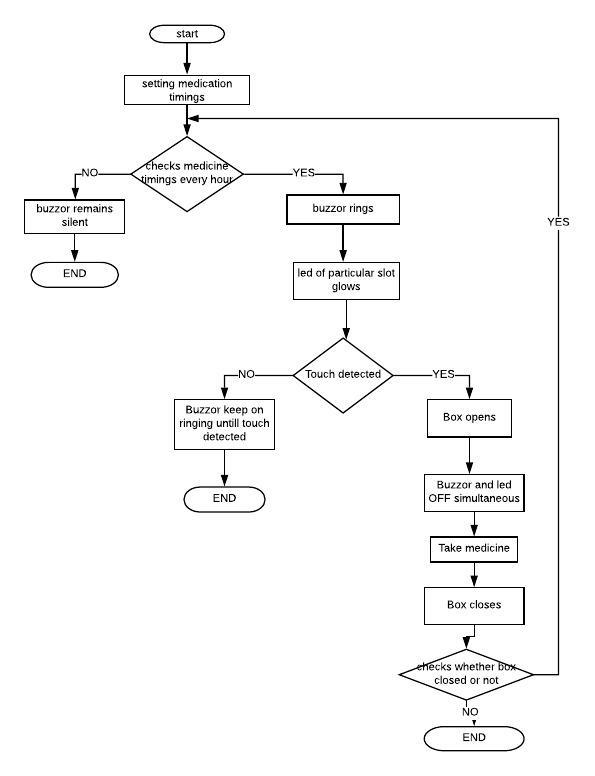 start
setting medication
timings
checks medicine
timings every hour
NO
YES
buzzor remains
silent
buzzor rings
YES
END
led of particular slot
glows
Touch detected
NO
YES
Buzzor keep on
ringing untill touch
detected
Box opens
END
Buzzor and led
OFF simultaneous
Take medicine
Box closes
checks whether box
closed or not
NO
END